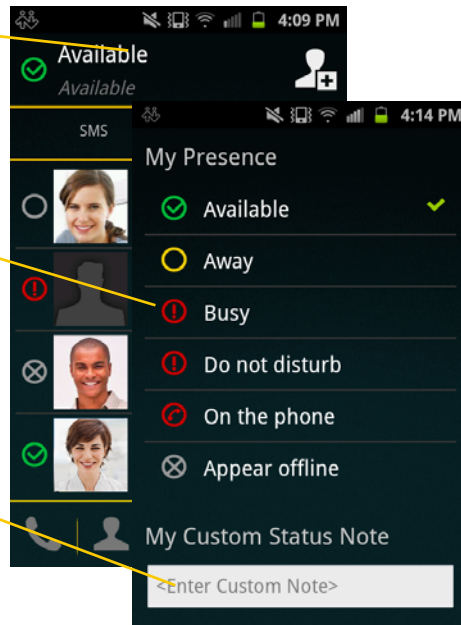 4:09 PM
Available
Available
SMS
4:14 PM
My Presence
Available
Away
Busy
Do not disturb
On the phone
Appear offline
My Custom Status Note
<Enter Custom Note>